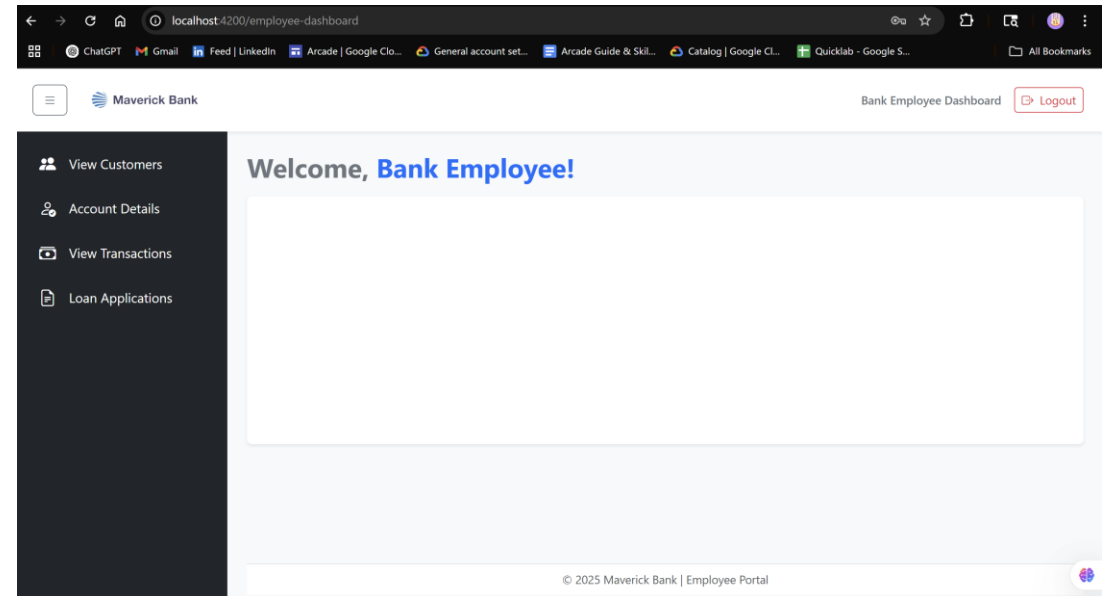 localhost:4200/employee-dashboard
ChatGPT Gmail Feed | LinkedIn Arcade | Google Clo... General account set... Arcade Guide & Skil... Catalog | Google Cl... Quicklab - Google S... All Bookmarks
Maverick Bank Bank Employee Dashboard Logout
View Customers
Account Details
View Transactions
Loan Applications
Welcome, Bank Employee!
© 2025 Maverick Bank | Employee Portal